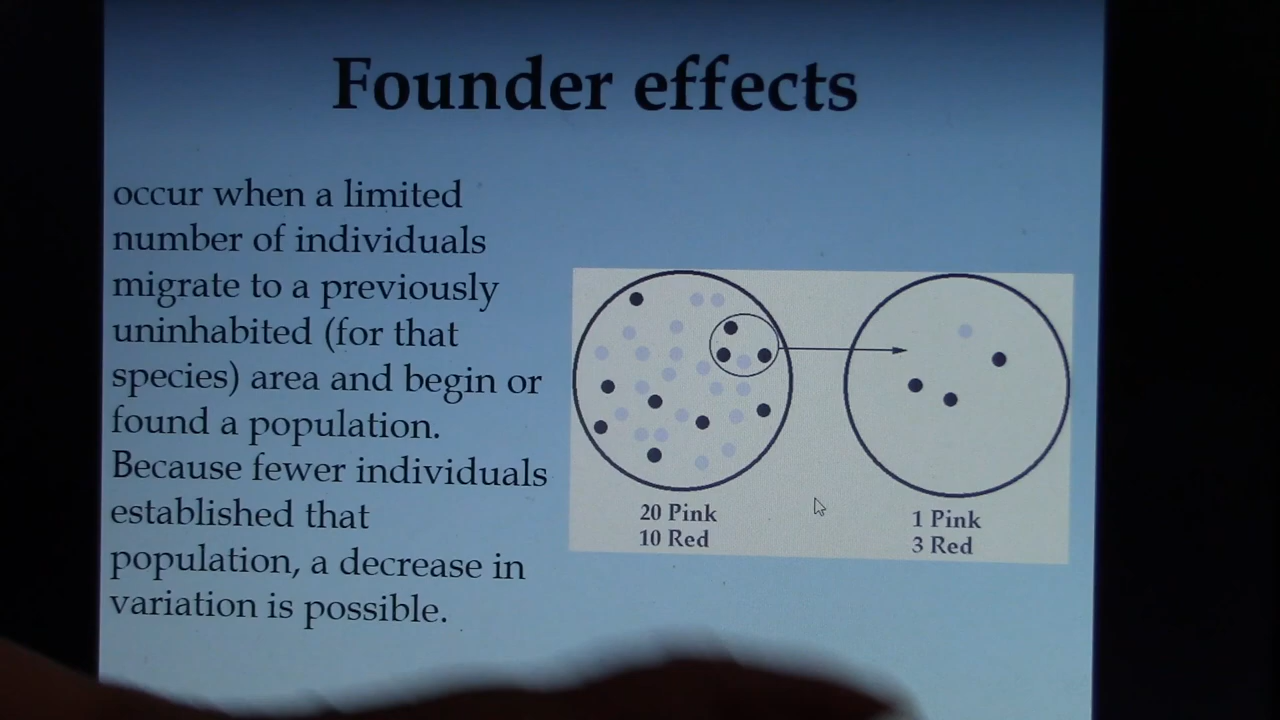 Founder effects
occur when a limited
number of individuals
migrate to a previously
uninhabited (for that
species) area and begin or
found a population.
Because fewer individuals
established that
population, a decrease in
variation is possible.
20 Pink
10 Red
1 Pink
3 Red